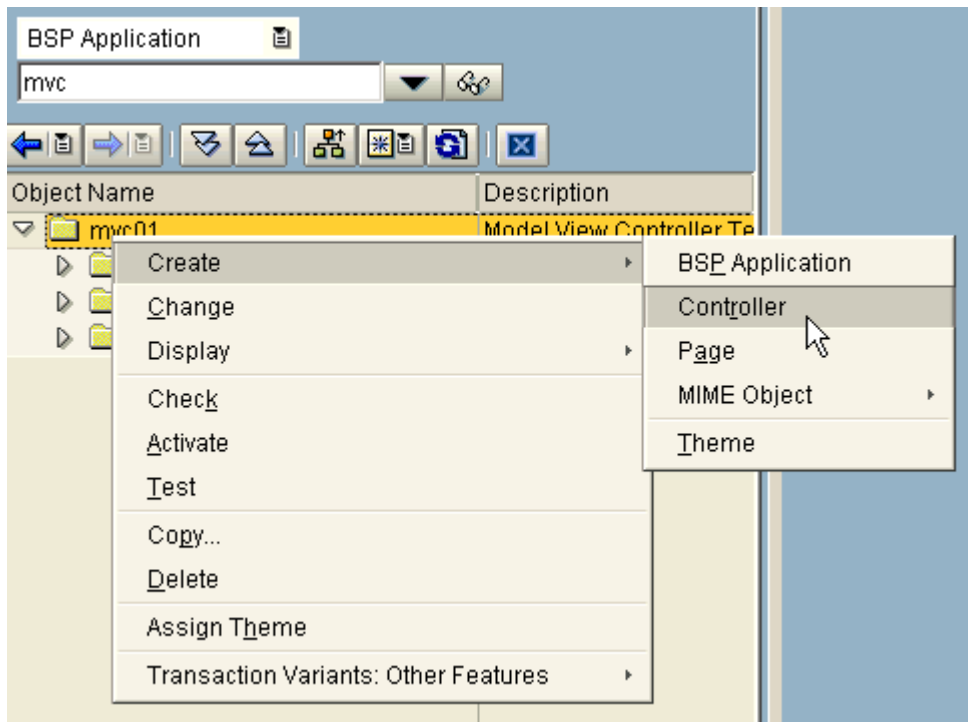 BSP Application
mvc
Object Name Description
mvc01 Model View Controller Te
Create
Change
Display
Check
Activate
Test
Copy...
Delete
Assign Theme
Transaction Variants: Other Features
BSP Application
Controller
Page
MIME Object
Theme